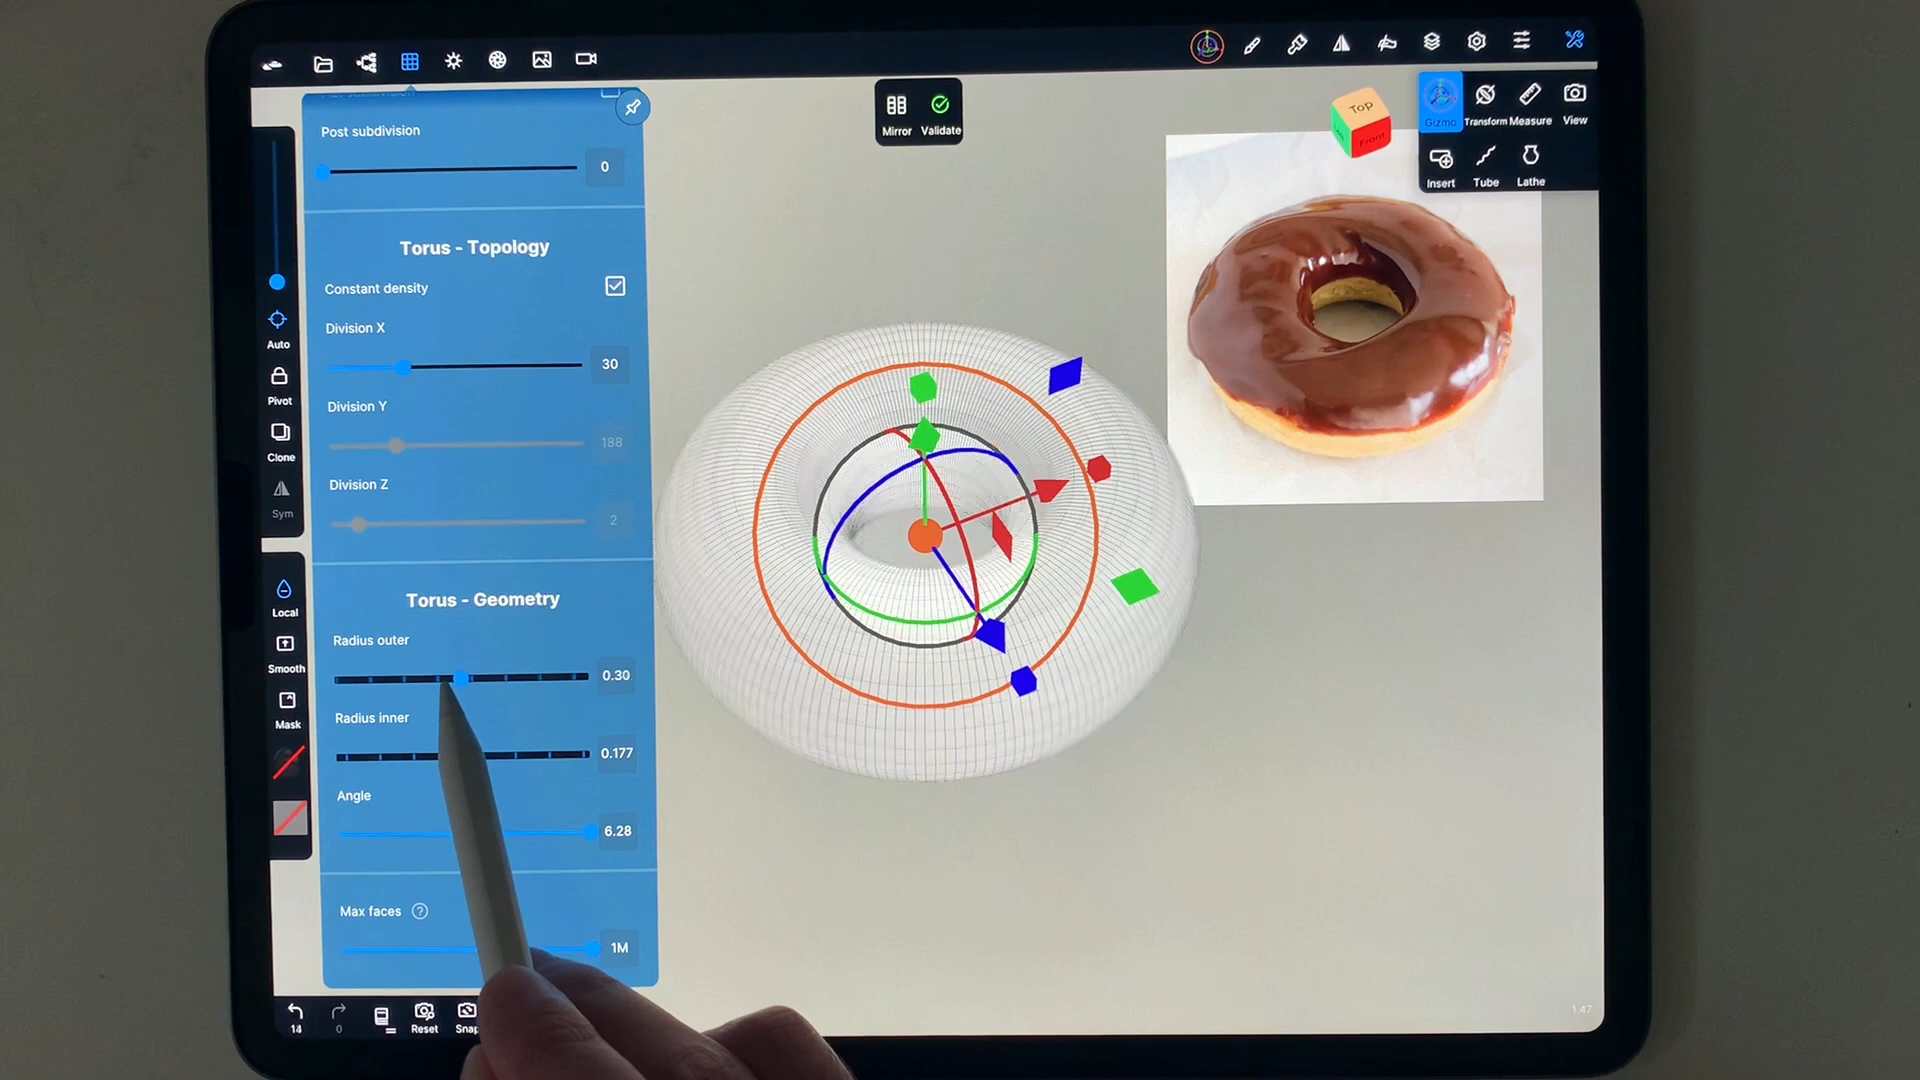 Post subdivision
0
Torus - Topology
Constant density
Division X
30
Division Y
188
Division Z
2
Torus - Geometry
Radius outer
0.30
Radius inner
0.177
Angle
6.28
Max faces ?
1M
Auto
Pivot
Clone
Sym
Local
Smooth
Mask
14
0
Reset
Snap
Mirror
Validate
Top
Front
Gizmo
Transform
Measure
View
Insert
Tube
Lathe
1.47